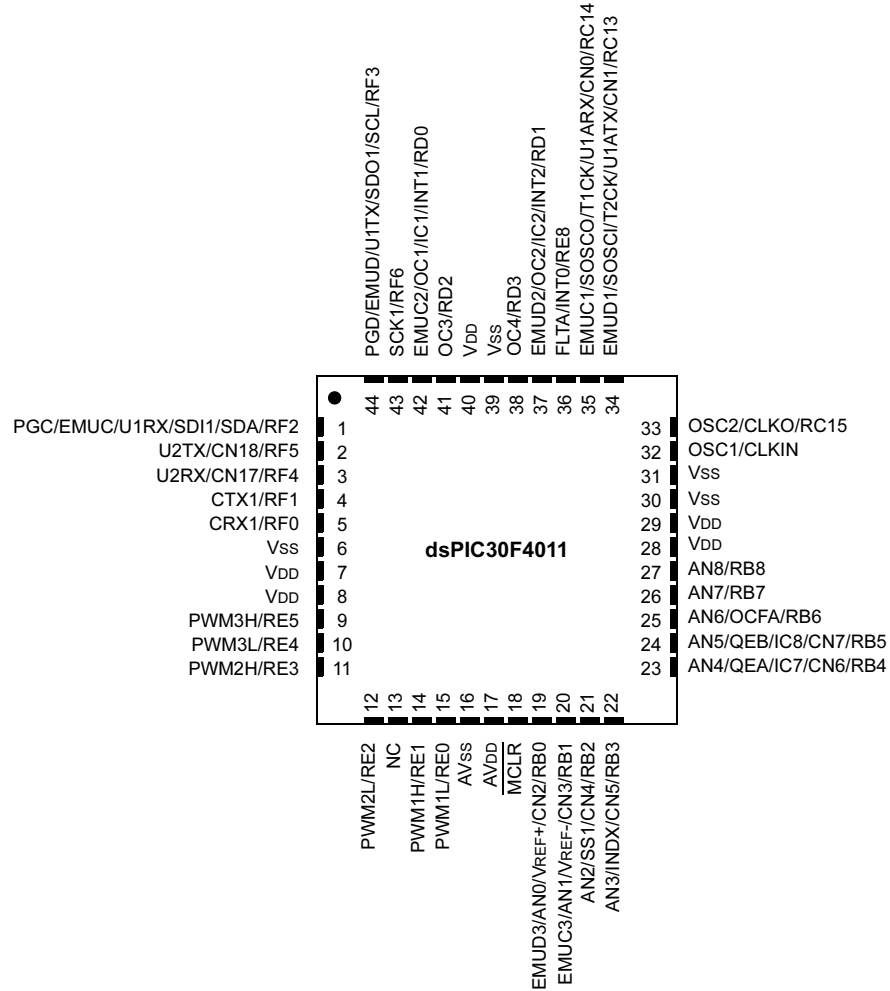 PGD/EMUD/U1TX/SDO1/SCL/RF3
SCK1/RF6
EMUC2/OC1/IC1/INT1/RD0
OC3/RD2
VDD
VSS
OC4/RD3
EMUD2/OC2/IC2/INT2/RD1
FLTA/INT0/RE8
EMUC1/SOSCO/T1CK/U1ARX/CN0/RC14
EMUD1/SOSCI/T2CK/U1ATX/CN1/RC13
44 43 42 41 40 39 38 37 36 35 34
PGC/EMUC/U1RX/SDI1/SDA/RF2 1
U2TX/CN18/RF5 2
U2RX/CN17/RF4 3
CTX1/RF1 4
CRX1/RF0 5
VSS 6
VDD 7
VDD 8
PWM3H/RE5 9
PWM3L/RE4 10
PWM2H/RE3 11
dsPIC30F4011
33 OSC2/CLKO/RC15
32 OSC1/CLKIN
31 VSS
30 VSS
29 VDD
28 VDD
27 AN8/RB8
26 AN7/RB7
25 AN6/OCFA/RB6
24 AN5/QEB/IC8/CN7/RB5
23 AN4/QEA/IC7/CN6/RB4
12 13 14 15 16 17 18 19 20 21 22
PWM2L/RE2
NC
PWM1H/RE1
PWM1L/RE0
AVSS
AVDD
MCLR
EMUD3/AN0/VREF+/CN2/RB0
EMUC3/AN1/VREF-/CN3/RB1
AN2/SS1/CN4/RB2
AN3/INDX/CN5/RB3